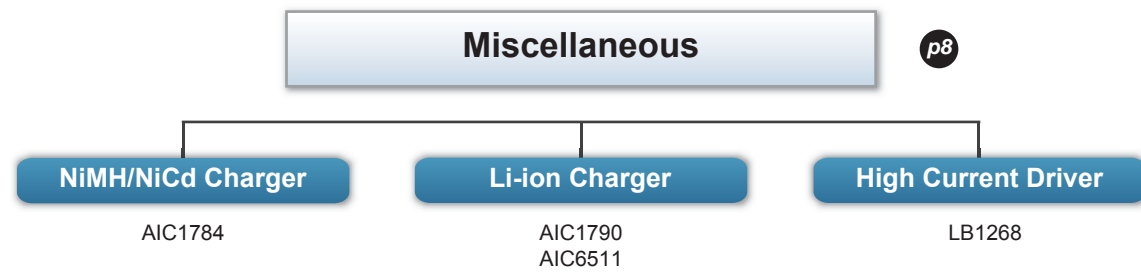 Miscellaneous
p8
NiMH/NiCd Charger
Li-ion Charger
High Current Driver
AIC1784
AIC1790
LB1268
AIC6511